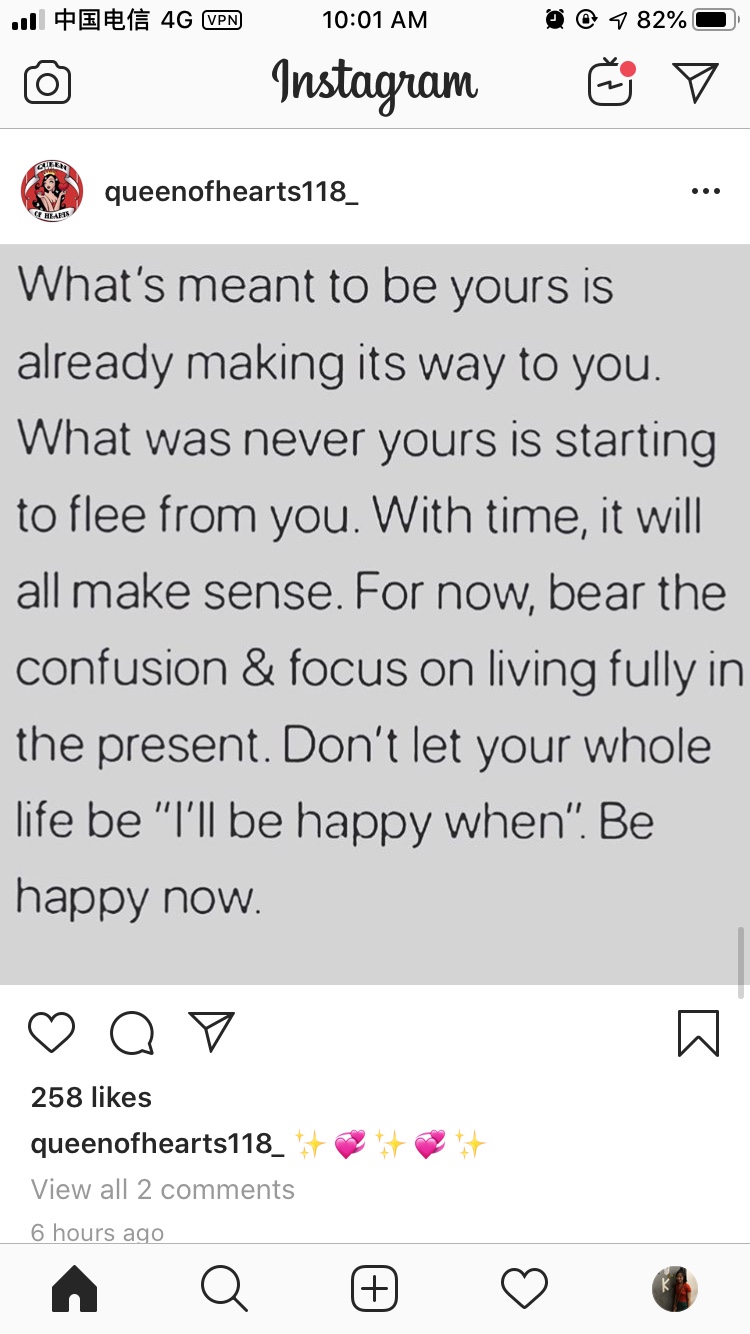 中国电信 4G VPN 10:01 AM 82%
Instagram
QUEEN
OF HEARTS
queenofhearts118_
What's meant to be yours is
already making its way to you.
What was never yours is starting
to flee from you. With time, it will
all make sense. For now, bear the
confusion & focus on living fully in
the present. Don't let your whole
life be "I'll be happy when". Be
happy now.
258 likes
queenofhearts118_ ✨💞✨💞✨
View all 2 comments
6 hours ago
K